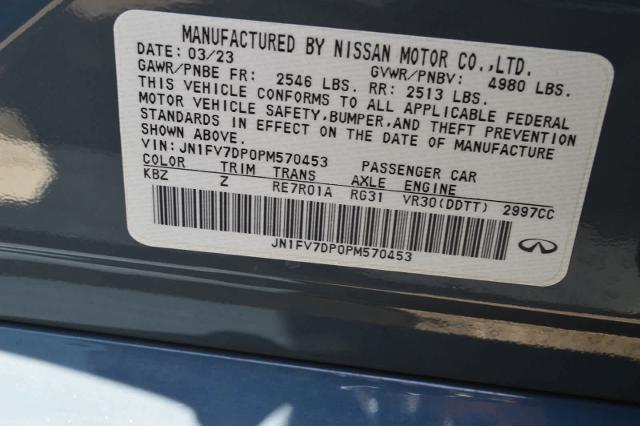 MANUFACTURED BY NISSAN MOTOR CO.,LTD.
DATE: 03/23 GVWR/PNBV: 4980 LBS.
GAWR/PNBE FR: 2546 LBS. RR: 2513 LBS.
THIS VEHICLE CONFORMS TO ALL APPLICABLE FEDERAL
MOTOR VEHICLE SAFETY,BUMPER,AND THEFT PREVENTION
STANDARDS IN EFFECT ON THE DATE OF MANUFACTURE
SHOWN ABOVE.
VIN: JN1FV7DP0PM570453 PASSENGER CAR
COLOR TRIM TRANS AXLE ENGINE
KBZ Z RE7R01A RG31 VR30(DDTT) 2997CC
JN1FV7DP0PM570453